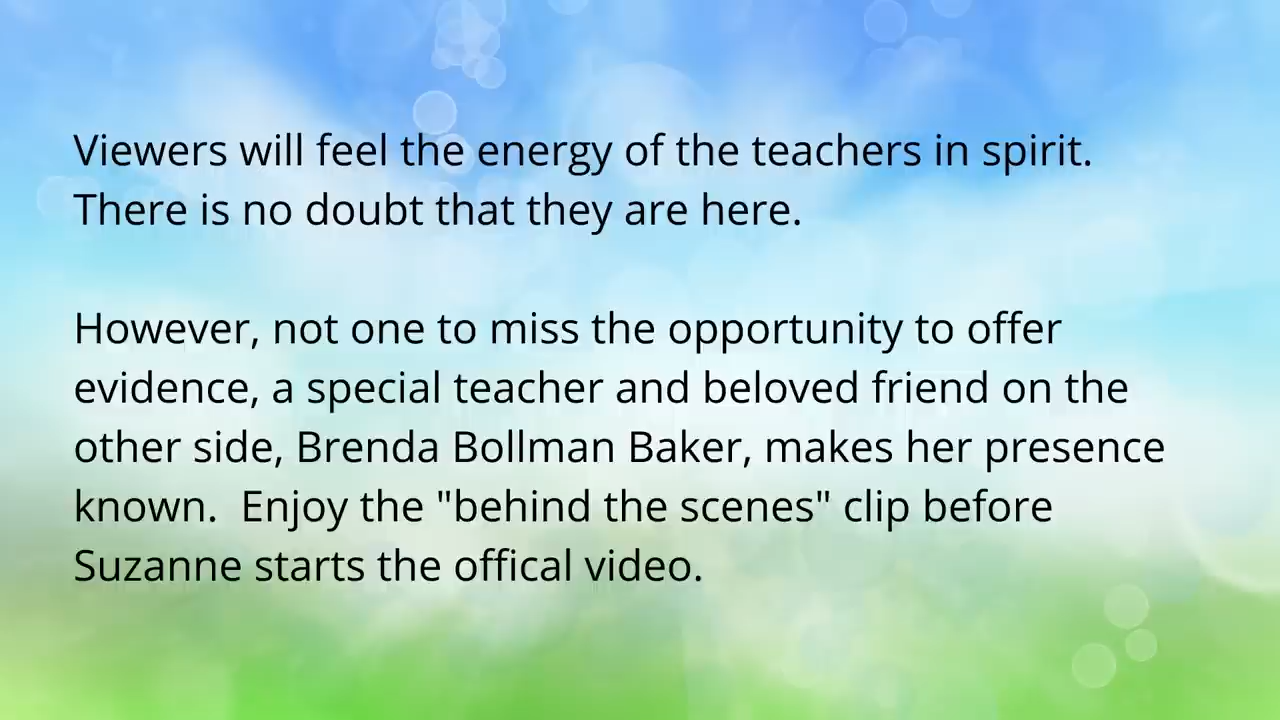 Viewers will feel the energy of the teachers in spirit.
There is no doubt that they are here.
However, not one to miss the opportunity to offer
evidence, a special teacher and beloved friend on the
other side, Brenda Bollman Baker, makes her presence
known.  Enjoy the "behind the scenes" clip before
Suzanne starts the offical video.